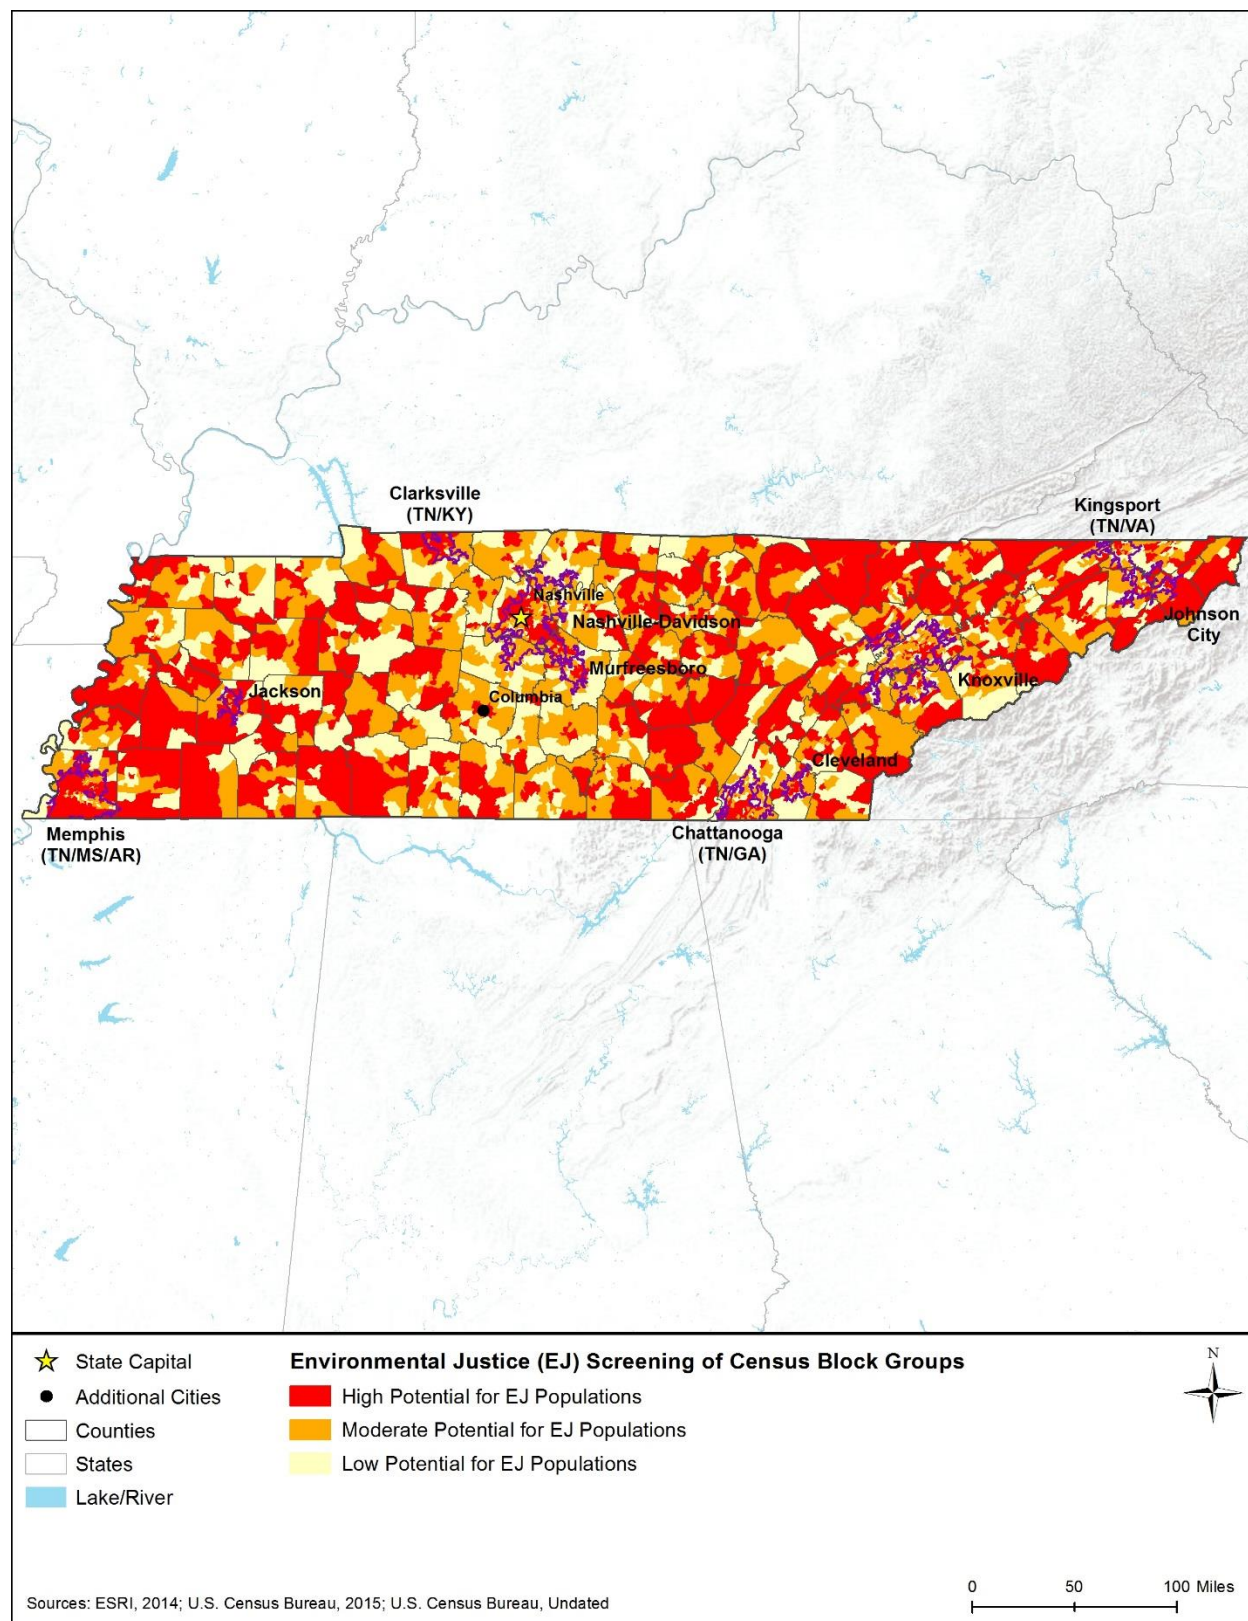 Clarksville
(TN/KY)
Kingsport
(TN/VA)
Nashville
Nashville-Davidson
Johnson
City
Murfreesboro
Knoxville
Jackson
Columbia
Cleveland
Memphis
(TN/MS/AR)
Chattanooga
(TN/GA)
State Capital
Additional Cities
Counties
States
Lake/River
Environmental Justice (EJ) Screening of Census Block Groups
High Potential for EJ Populations
Moderate Potential for EJ Populations
Low Potential for EJ Populations
N
0 50 100 Miles
Sources: ESRI, 2014; U.S. Census Bureau, 2015; U.S. Census Bureau, Undated